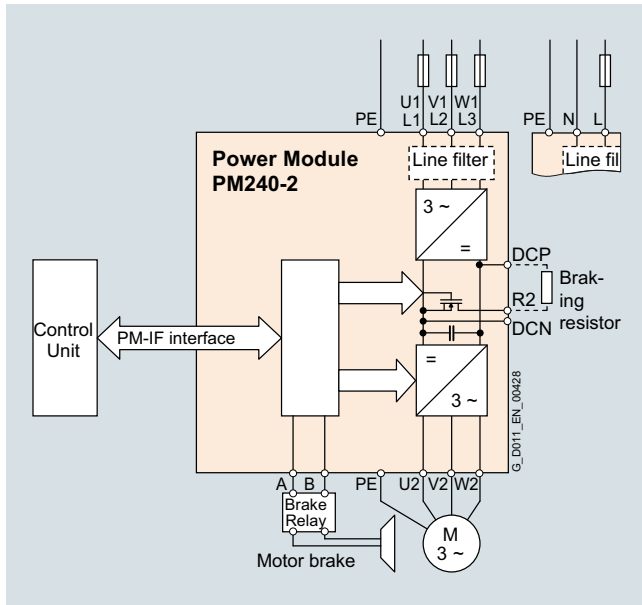 U1 V1 W1
PE L1 L2 L3
PE N L
Power Module
PM240-2
Line filter
Line fil
3 ~
=
DCP
R2
DCN
Brak-
ing
resistor
Control
Unit
PM-IF interface
=
3 ~
G_D011_EN_00428
A B PE U2 V2 W2
Brake
Relay
Motor brake
M
3 ~